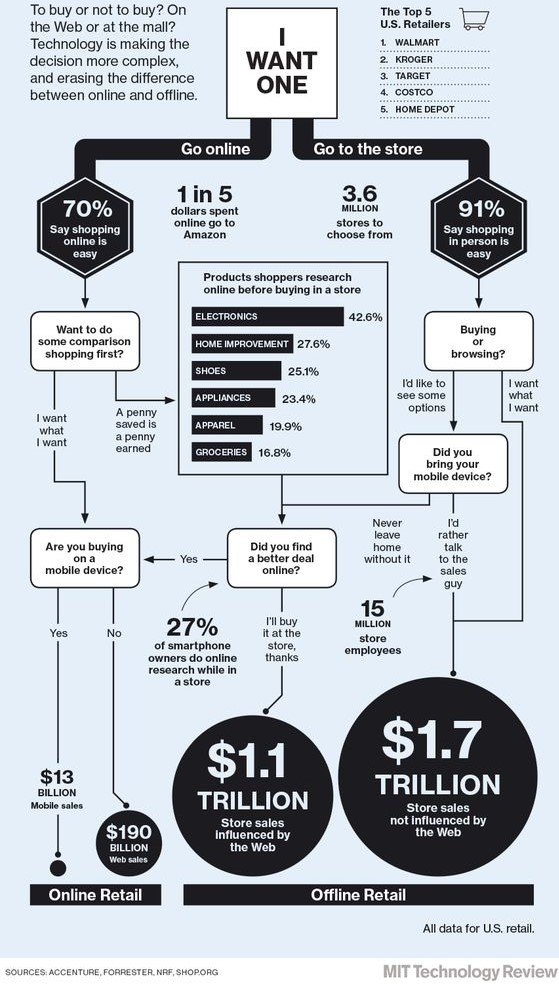 To buy or not to buy? On
the Web or at the mall?
Technology is making the
decision more complex,
and erasing the difference
between online and offline.
I
WANT
ONE
The Top 5
U.S. Retailers
1. WALMART
2. KROGER
3. TARGET
4. COSTCO
5. HOME DEPOT
Go online
Go to the store
70%
Say shopping
online is
easy
1 in 5
dollars spent
online go to
Amazon
3.6
MILLION
stores to
choose from
91%
Say shopping
in person is
easy
Want to do
some comparison
shopping first?
Products shoppers research
online before buying in a store
ELECTRONICS 42.6%
HOME IMPROVEMENT 27.6%
SHOES 25.1%
APPLIANCES 23.4%
APPAREL 19.9%
GROCERIES 16.8%
Buying
or
browsing?
I want
what
I want
A penny
saved is
a penny
earned
I'd like to
see some
options
I want
what
I want
Did you
bring your
mobile device?
Are you buying
on a
mobile device?
Yes
Did you find
a better deal
online?
Never
leave
home
without it
I'd
rather
talk
to the
sales
guy
Yes
No
27%
of smartphone
owners do online
research while in
a store
I'll buy
it at the
store,
thanks
15
MILLION
store
employees
$13
BILLION
Mobile sales
$190
BILLION
Web sales
$1.1
TRILLION
Store sales
influenced by
the Web
$1.7
TRILLION
Store sales
not influenced by
the Web
Online Retail
Offline Retail
All data for U.S. retail.
SOURCES: ACCENTURE, FORRESTER, NRF, SHOP.ORG
MIT Technology Review